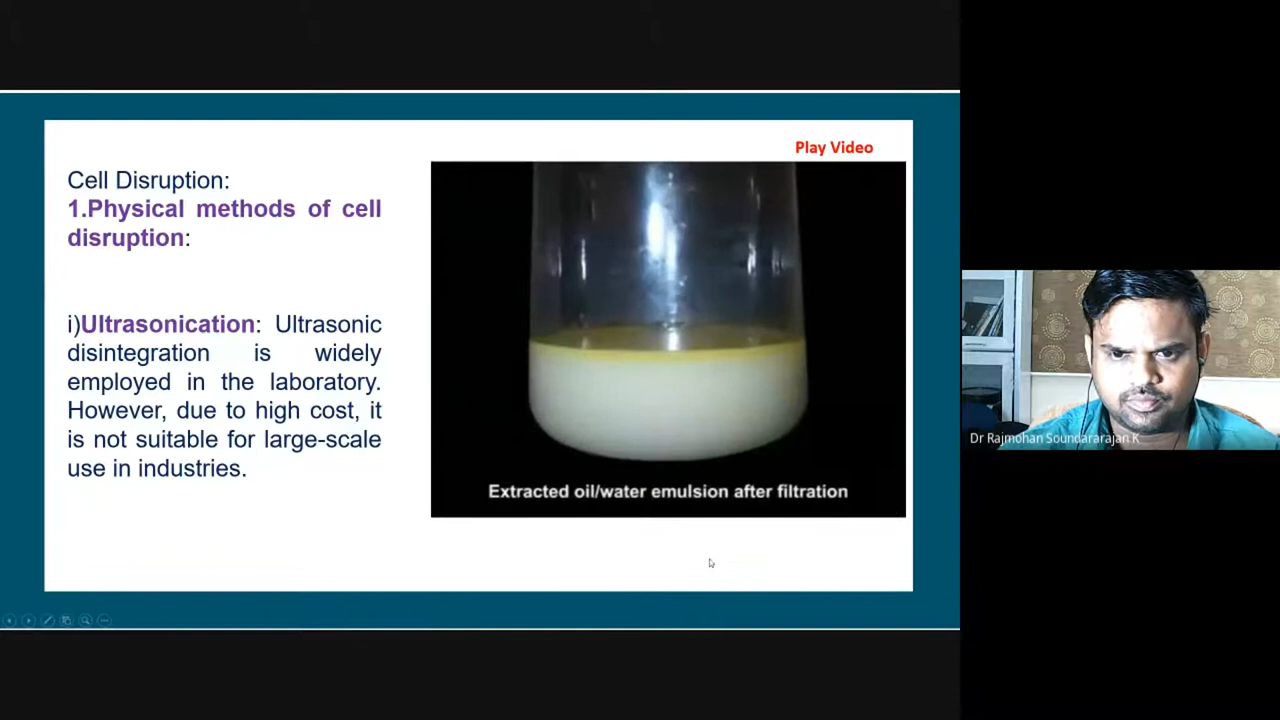 Play Video
Cell Disruption:
1.Physical methods of cell
disruption:
i)Ultrasonication: Ultrasonic
disintegration is widely
employed in the laboratory.
However, due to high cost, it
is not suitable for large-scale
use in industries.
Extracted oil/water emulsion after filtration
Dr Rajmohan Soundararajan K